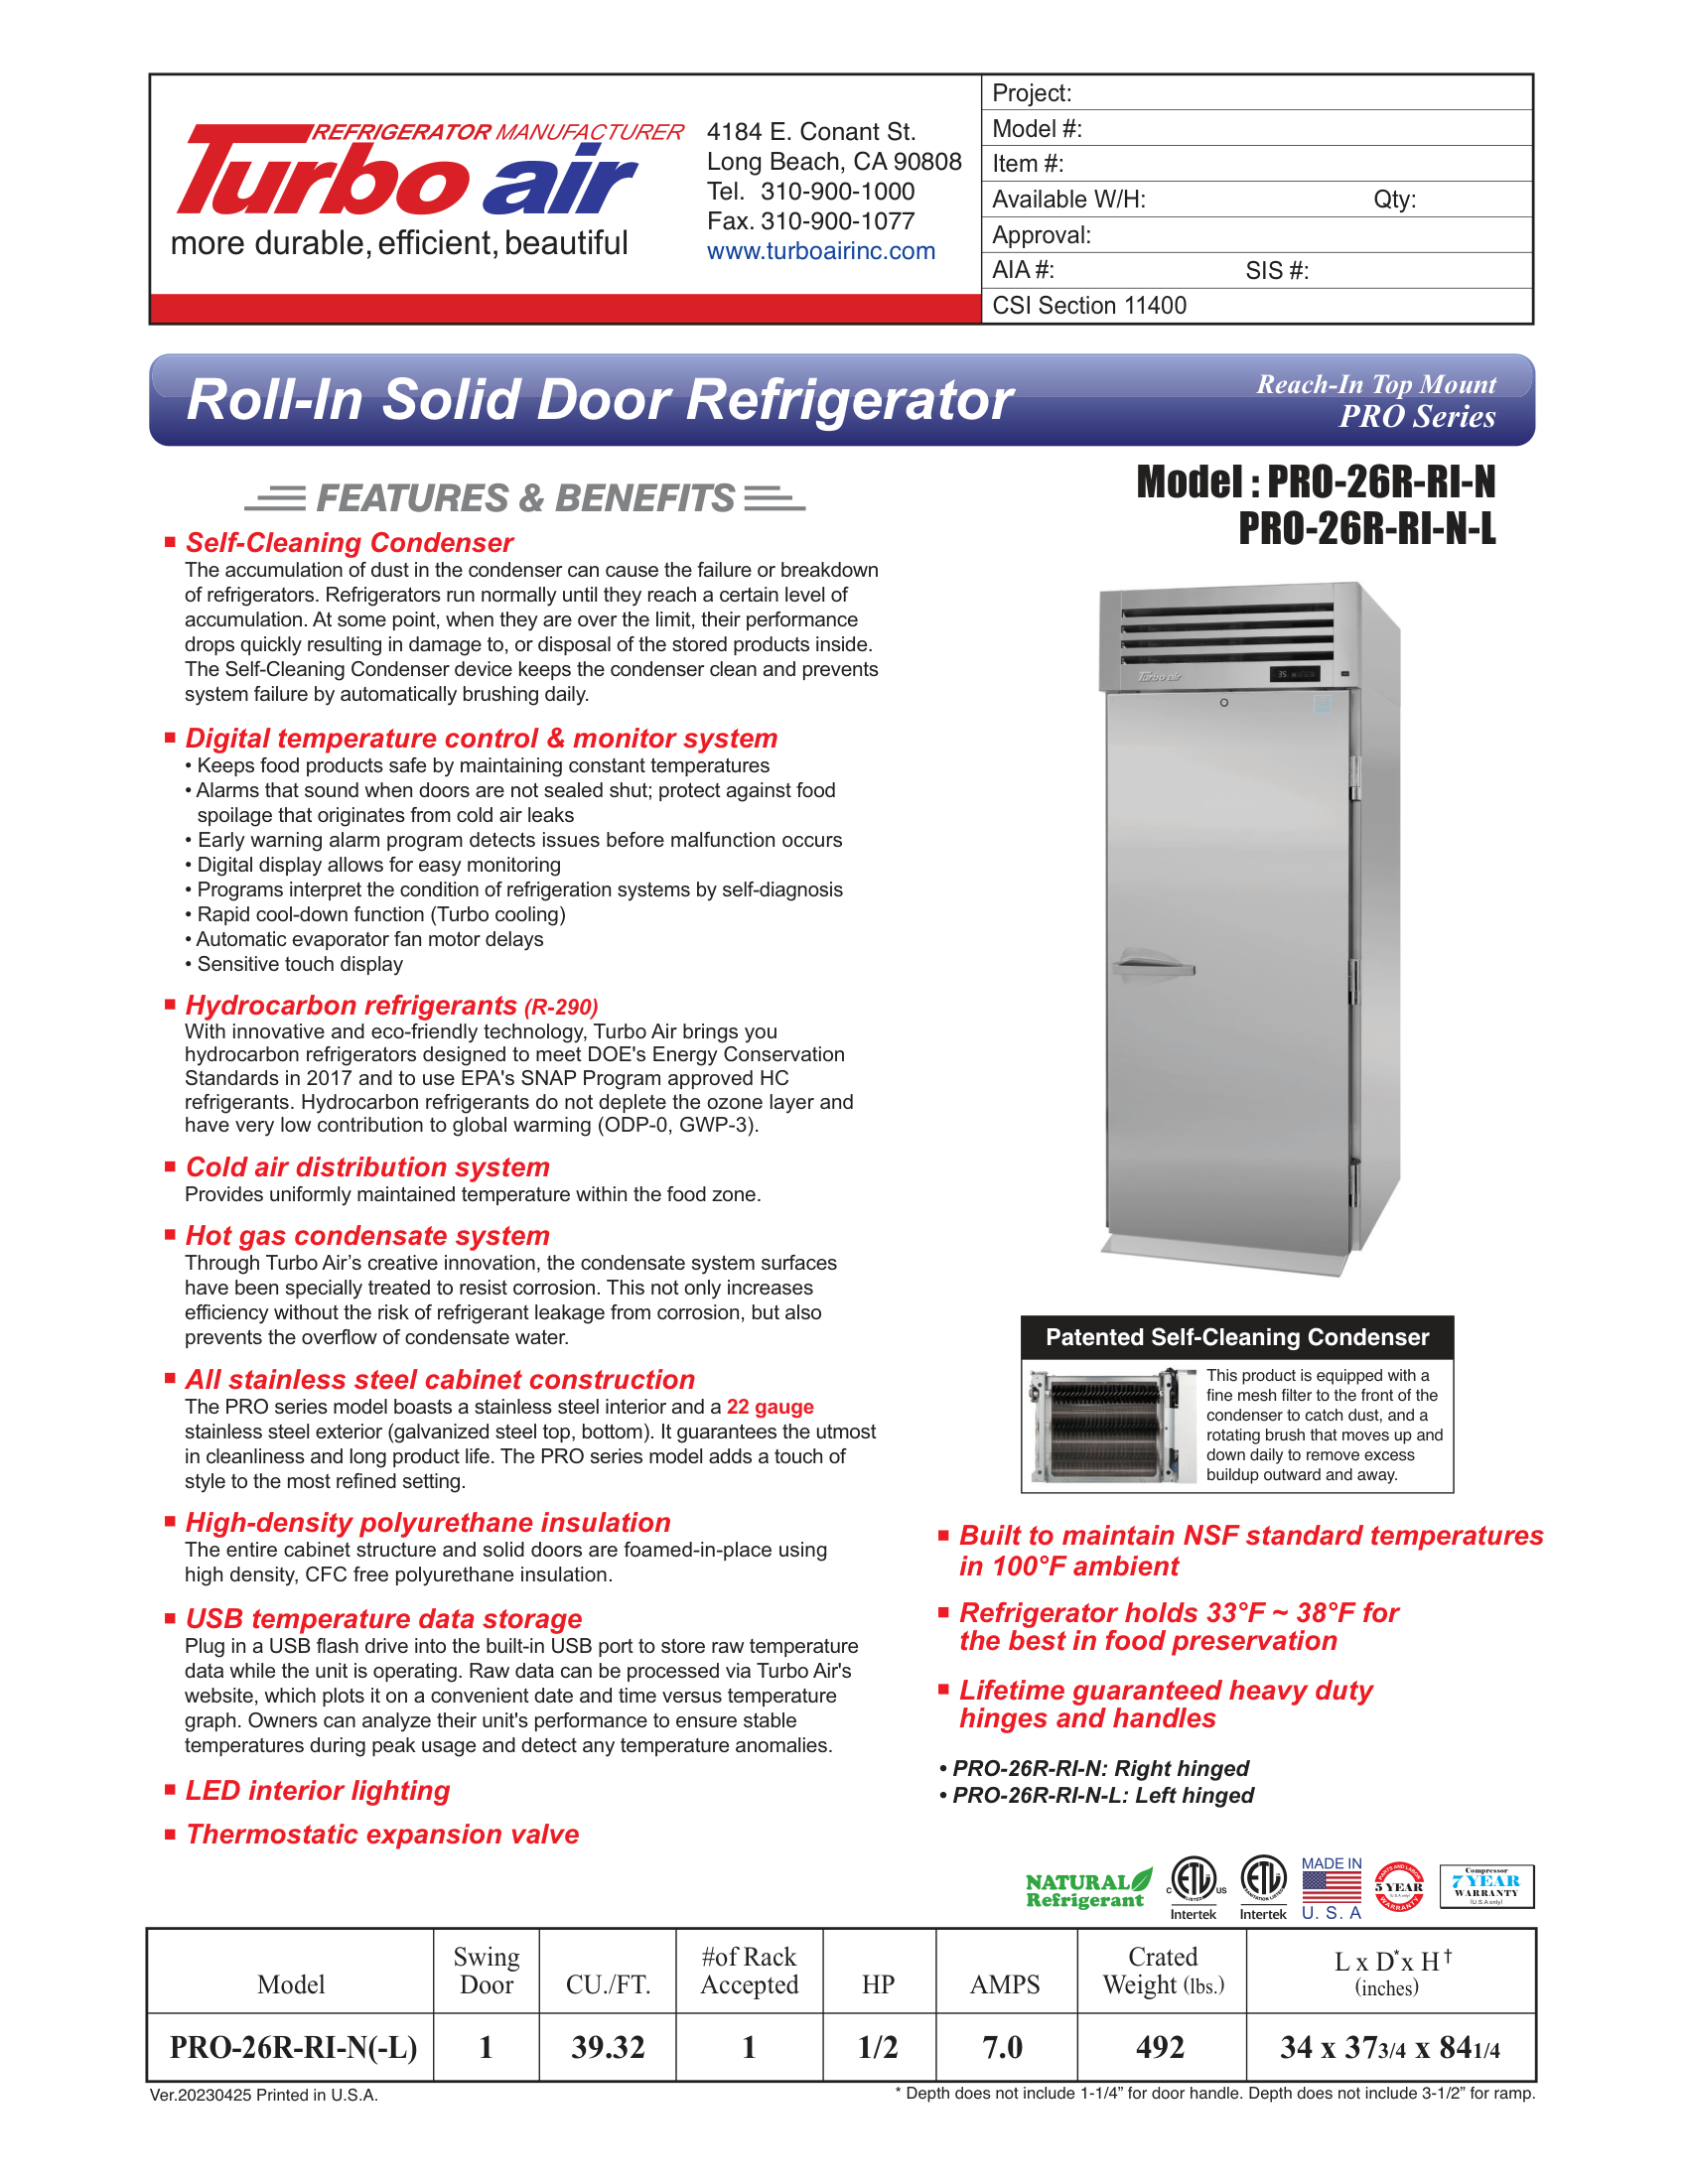 REFRIGERATOR MANUFACTURER
Turbo air
more durable, efficient, beautiful
4184 E. Conant St.
Long Beach, CA 90808
Tel. 310-900-1000
Fax. 310-900-1077
www.turboairinc.com
Project:
Model #:
Item #:
Available W/H: Qty:
Approval:
AIA #: SIS #:
CSI Section 11400
Roll-In Solid Door Refrigerator
Reach-In Top Mount
PRO Series
FEATURES & BENEFITS
Self-Cleaning Condenser
The accumulation of dust in the condenser can cause the failure or breakdown
of refrigerators. Refrigerators run normally until they reach a certain level of
accumulation. At some point, when they are over the limit, their performance
drops quickly resulting in damage to, or disposal of the stored products inside.
The Self-Cleaning Condenser device keeps the condenser clean and prevents
system failure by automatically brushing daily.
Digital temperature control & monitor system
• Keeps food products safe by maintaining constant temperatures
• Alarms that sound when doors are not sealed shut; protect against food
spoilage that originates from cold air leaks
• Early warning alarm program detects issues before malfunction occurs
• Digital display allows for easy monitoring
• Programs interpret the condition of refrigeration systems by self-diagnosis
• Rapid cool-down function (Turbo cooling)
• Automatic evaporator fan motor delays
• Sensitive touch display
Hydrocarbon refrigerants (R-290)
With innovative and eco-friendly technology, Turbo Air brings you
hydrocarbon refrigerators designed to meet DOE's Energy Conservation
Standards in 2017 and to use EPA's SNAP Program approved HC
refrigerants. Hydrocarbon refrigerants do not deplete the ozone layer and
have very low contribution to global warming (ODP-0, GWP-3).
Cold air distribution system
Provides uniformly maintained temperature within the food zone.
Hot gas condensate system
Through Turbo Air’s creative innovation, the condensate system surfaces
have been specially treated to resist corrosion. This not only increases
efficiency without the risk of refrigerant leakage from corrosion, but also
prevents the overflow of condensate water.
All stainless steel cabinet construction
The PRO series model boasts a stainless steel interior and a 22 gauge
stainless steel exterior (galvanized steel top, bottom). It guarantees the utmost
in cleanliness and long product life. The PRO series model adds a touch of
style to the most refined setting.
High-density polyurethane insulation
The entire cabinet structure and solid doors are foamed-in-place using
high density, CFC free polyurethane insulation.
USB temperature data storage
Plug in a USB flash drive into the built-in USB port to store raw temperature
data while the unit is operating. Raw data can be processed via Turbo Air's
website, which plots it on a convenient date and time versus temperature
graph. Owners can analyze their unit's performance to ensure stable
temperatures during peak usage and detect any temperature anomalies.
LED interior lighting
Thermostatic expansion valve
Model : PRO-26R-RI-N
PRO-26R-RI-N-L
Turbo air
35
Patented Self-Cleaning Condenser
This product is equipped with a
fine mesh filter to the front of the
condenser to catch dust, and a
rotating brush that moves up and
down daily to remove excess
buildup outward and away.
Built to maintain NSF standard temperatures
in 100°F ambient
Refrigerator holds 33°F ~ 38°F for
the best in food preservation
Lifetime guaranteed heavy duty
hinges and handles
• PRO-26R-RI-N: Right hinged
• PRO-26R-RI-N-L: Left hinged
NATURAL
Refrigerant
C ETL US
LISTED
Intertek
ETL
SANITATION LISTED
Intertek
MADE IN
U. S. A
PARTS AND LABOR
5 YEAR
(U.S.A only)
WARRANTY
Compressor
7 YEAR
WARRANTY
(U.S.A only)
Model Swing Door CU./FT. #of Rack Accepted HP AMPS Crated Weight (lbs.) L x D* x H† (inches)
PRO-26R-RI-N(-L) 1 39.32 1 1/2 7.0 492 34 x 373/4 x 841/4
Ver.20230425 Printed in U.S.A.
* Depth does not include 1-1/4” for door handle. Depth does not include 3-1/2” for ramp.